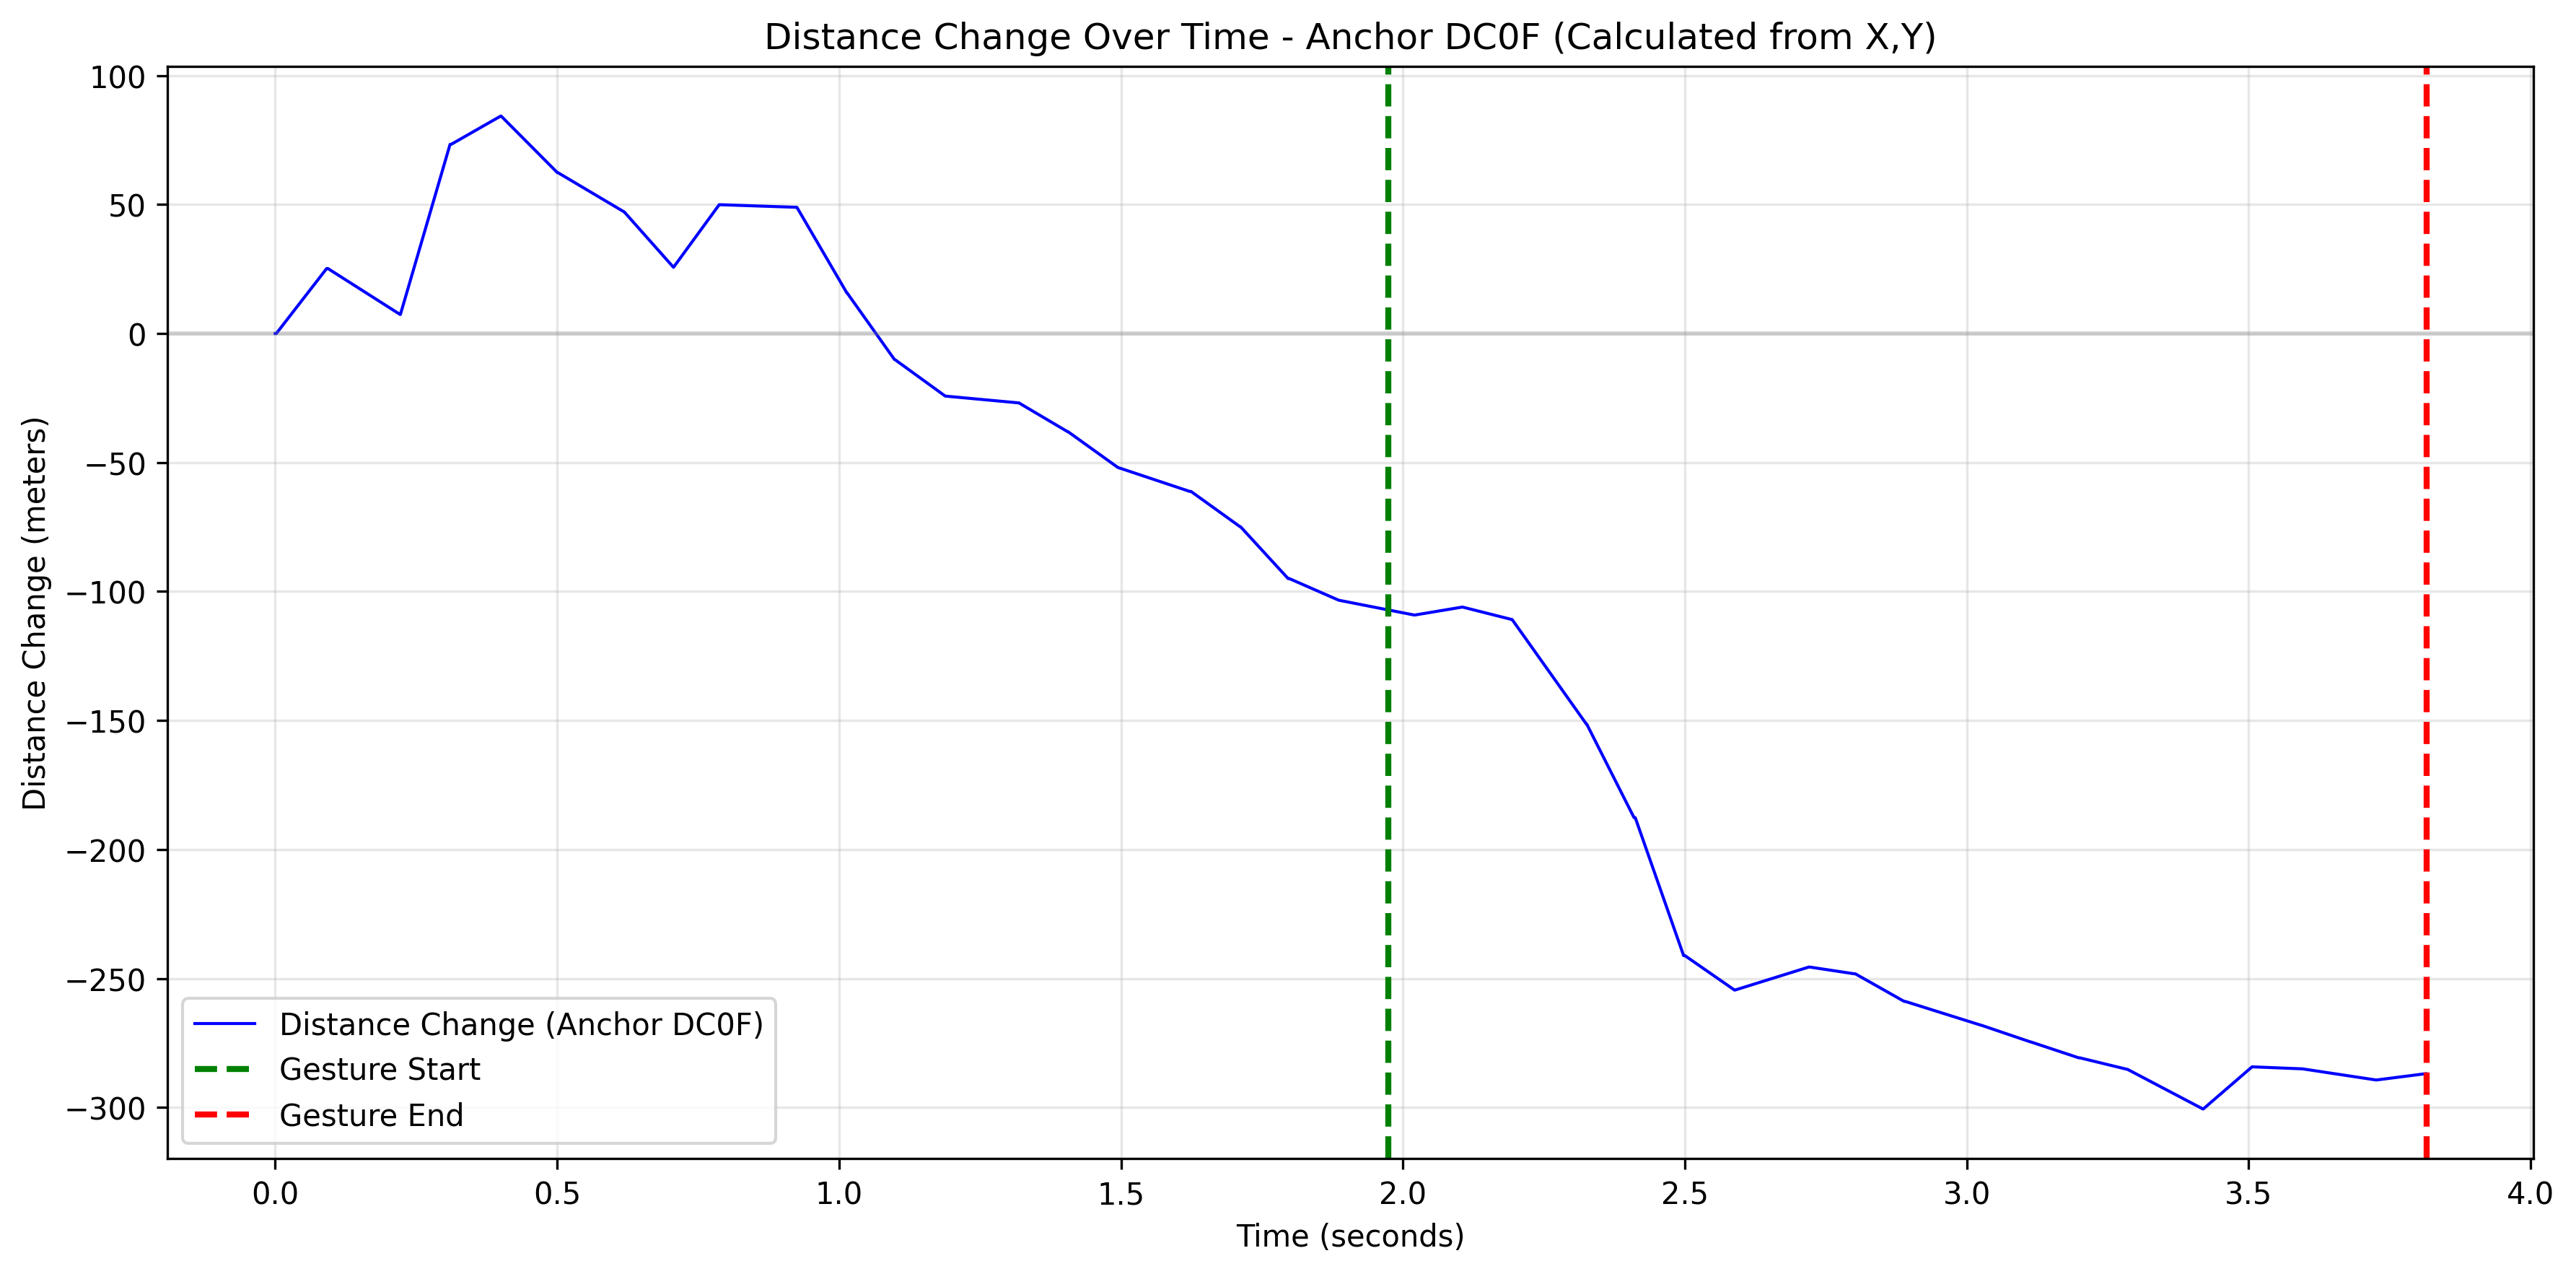 Distance Change Over Time - Anchor DC0F (Calculated from X,Y)
100
50
0
−50
−100
−150
−200
−250
−300
Distance Change (meters)
Distance Change (Anchor DC0F)
Gesture Start
Gesture End
0.0 0.5 1.0 1.5 2.0 2.5 3.0 3.5 4.0
Time (seconds)